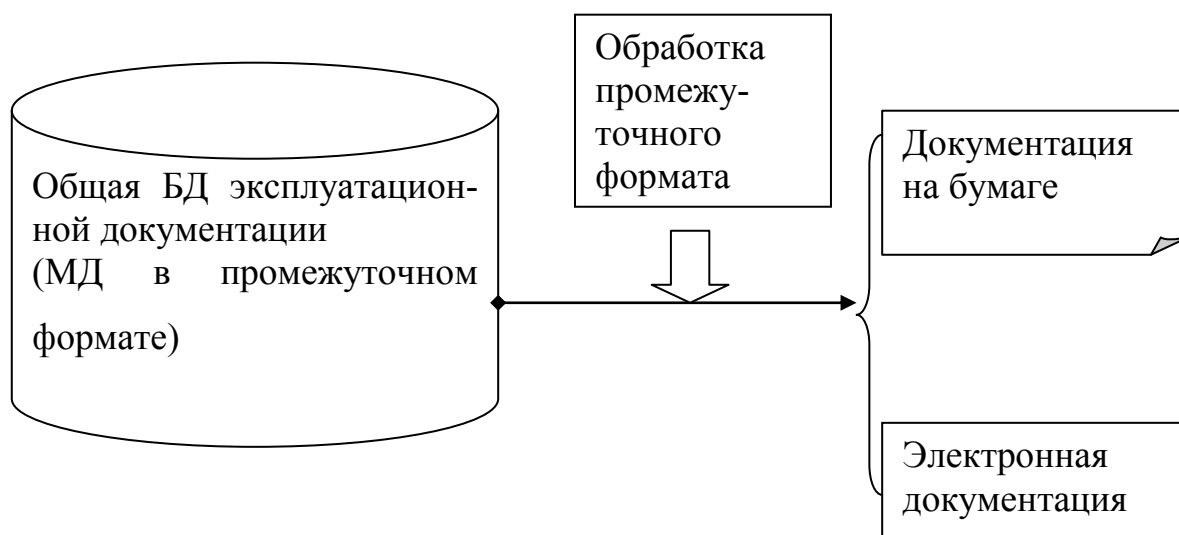 Общая БД эксплуатацион-
ной документации
(МД в промежуточном
формате)
Обработка
промежу-
точного
формата
Документация
на бумаге
Электронная
документация